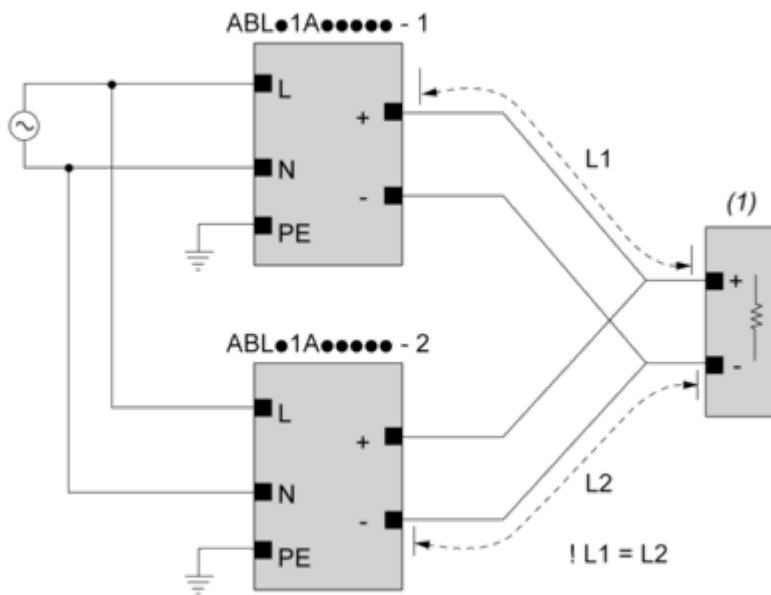 ABL●1A●●●●● - 1
L
+
L1
N
-
(1)
PE
+
-
ABL●1A●●●●● - 2
L
+
N
L2
-
PE
! L1 = L2